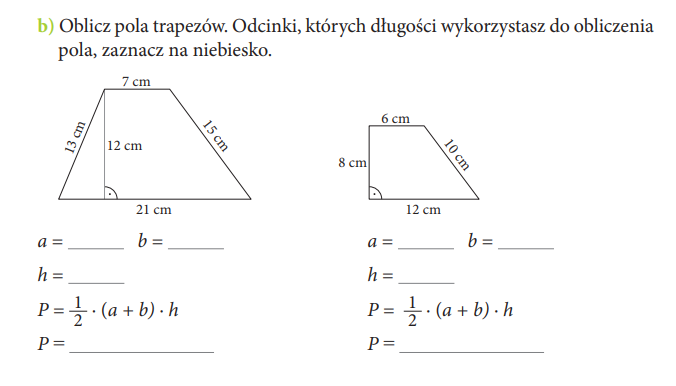 b) Oblicz pola trapezów. Odcinki, których długości wykorzystasz do obliczenia
pola, zaznacz na niebiesko.
7 cm
13 cm
12 cm
15 cm
21 cm
6 cm
8 cm
10 cm
12 cm
a = ______ b = ______
h = ______
P = 1/2 · (a + b) · h
P = ______
a = ______ b = ______
h = ______
P = 1/2 · (a + b) · h
P = ______